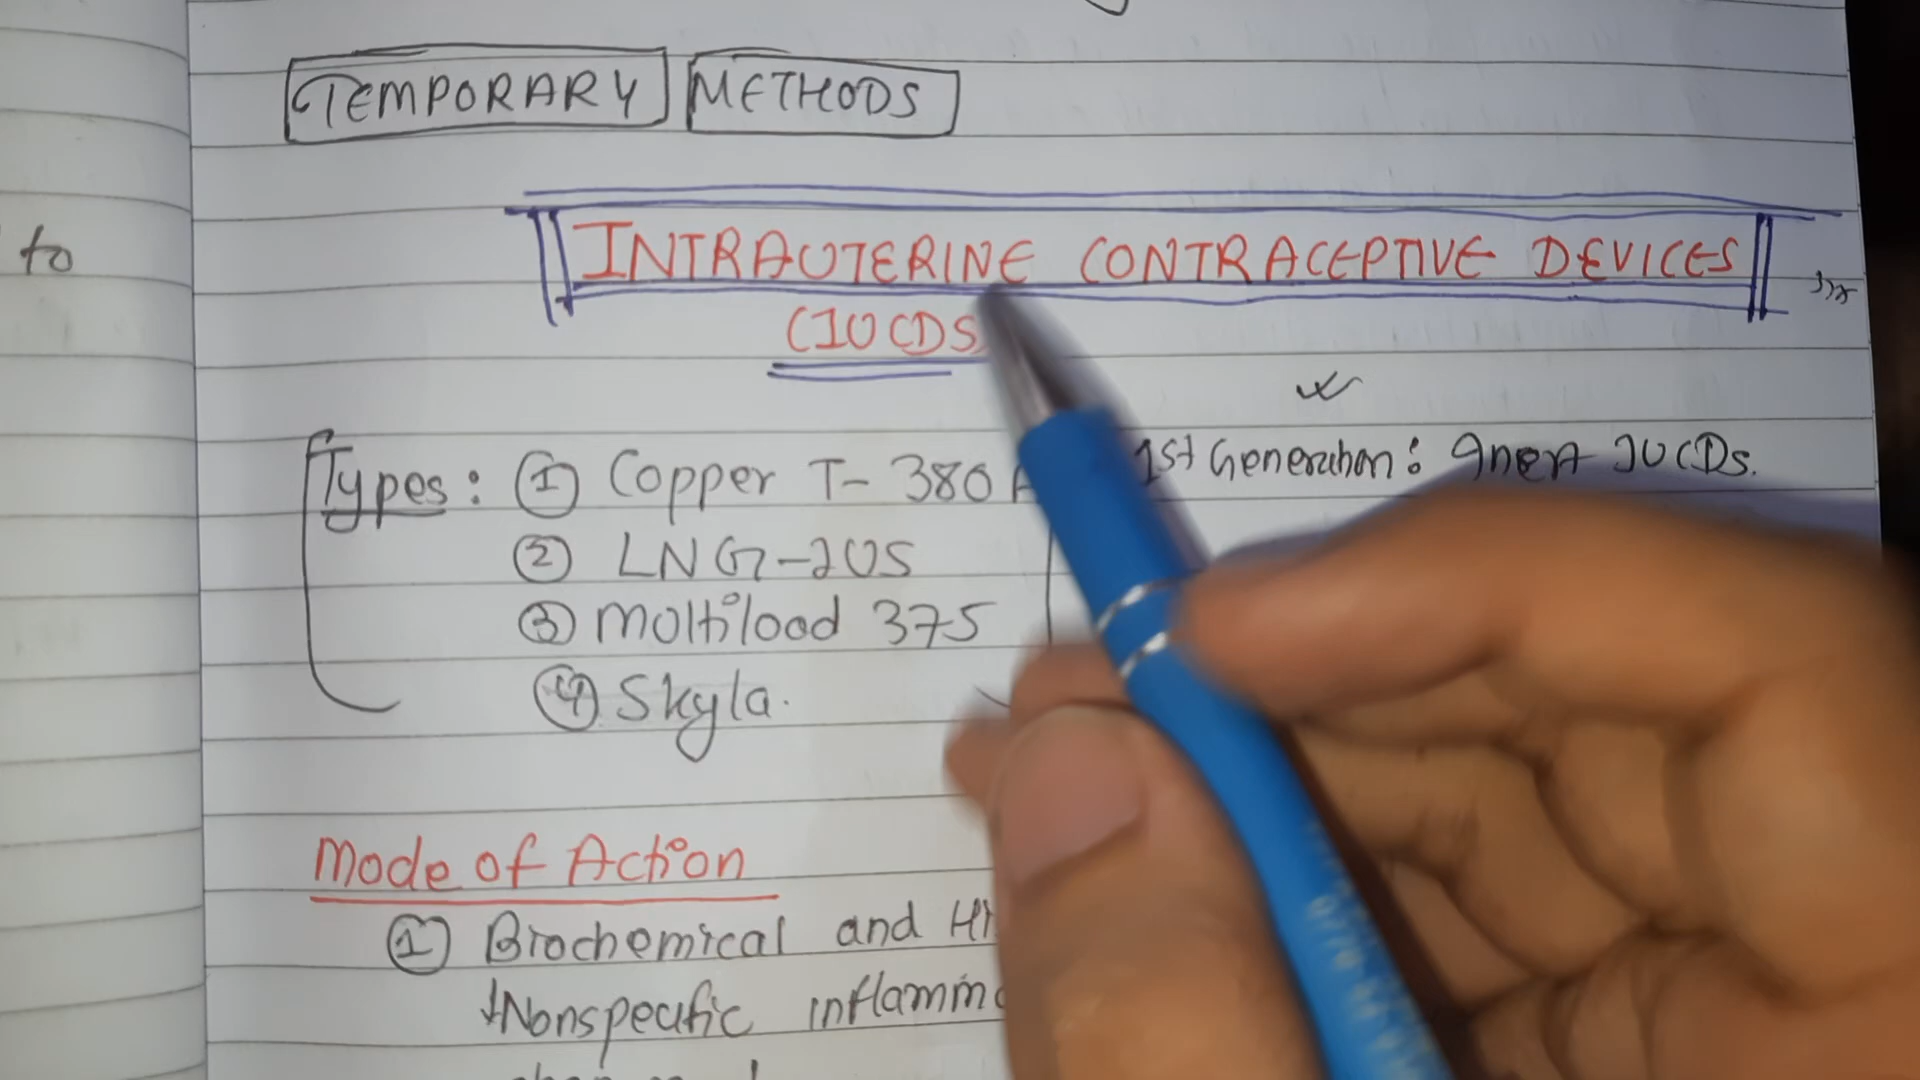 TEMPORARY METHODS
to
INTRAUTERINE CONTRACEPTIVE DEVICES
(IUCDS
Types: ① Copper T- 380 A
1st Generation: Inert IUCDs.
② LNG-IUS
③ Multiload 375
④ Skyla.
Mode of Action
① Biochemical and
Nonspecific inflamm